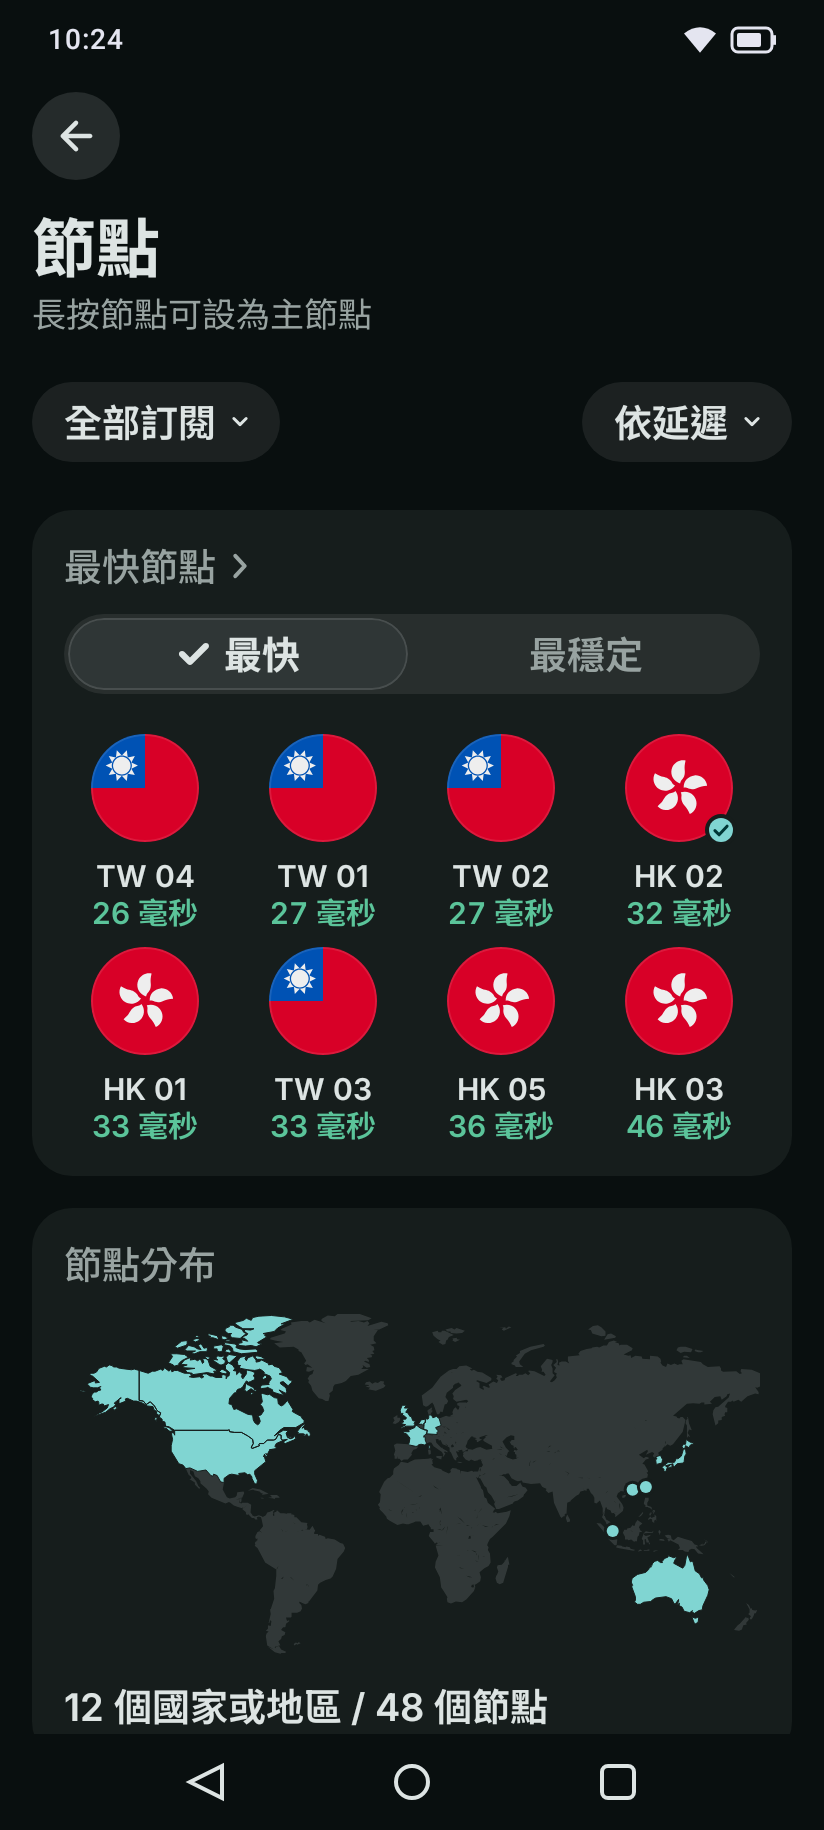 10:24
節點
長按節點可設為主節點
全部訂閱
依延遲
最快節點
最快
最穩定
TW 04
TW 01
TW 02
HK 02
26 毫秒
27 毫秒
27 毫秒
32 毫秒
HK 01
TW 03
HK 05
HK 03
33 毫秒
33 毫秒
36 毫秒
46 毫秒
節點分布
12 個國家或地區 / 48 個節點